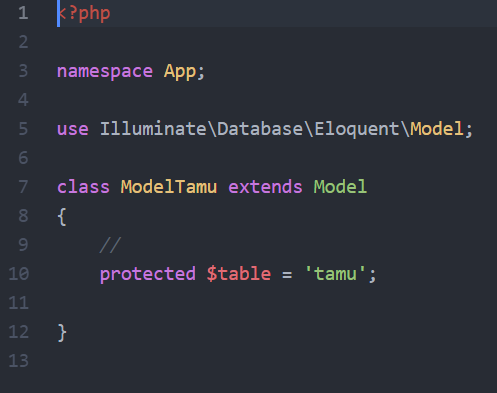 1 <?php
2
3 namespace App;
4
5 use Illuminate\Database\Eloquent\Model;
6
7 class ModelTamu extends Model
8 {
9     //
10     protected $table = 'tamu';
11
12 }
13